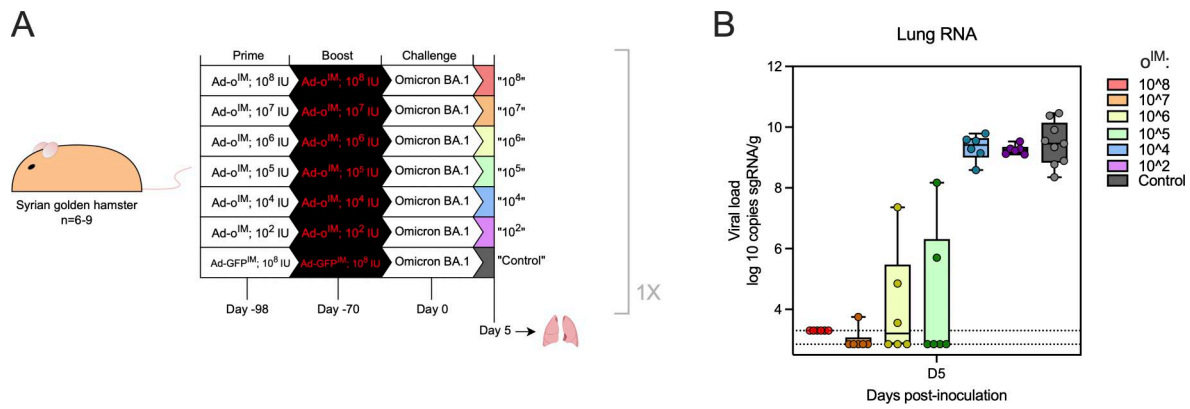 A
Prime Boost Challenge
Ad-o^IM; 10^8 IU Ad-o^IM; 10^8 IU Omicron BA.1 "10^8"
Ad-o^IM; 10^7 IU Ad-o^IM; 10^7 IU Omicron BA.1 "10^7"
Ad-o^IM; 10^6 IU Ad-o^IM; 10^6 IU Omicron BA.1 "10^6"
Ad-o^IM; 10^5 IU Ad-o^IM; 10^5 IU Omicron BA.1 "10^5"
Ad-o^IM; 10^4 IU Ad-o^IM; 10^4 IU Omicron BA.1 "10^4"
Ad-o^IM; 10^2 IU Ad-o^IM; 10^2 IU Omicron BA.1 "10^2"
Ad-GFP^IM; 10^8 IU Ad-GFP^IM; 10^8 IU Omicron BA.1 "Control"
Syrian golden hamster
n=6-9
Day -98 Day -70 Day 0
Day 5
1X
B
Lung RNA
Viral load
log 10 copies sgRNA/g
12
10
8
6
4
D5
Days post-inoculation
o^IM:
10^8
10^7
10^6
10^5
10^4
10^2
Control